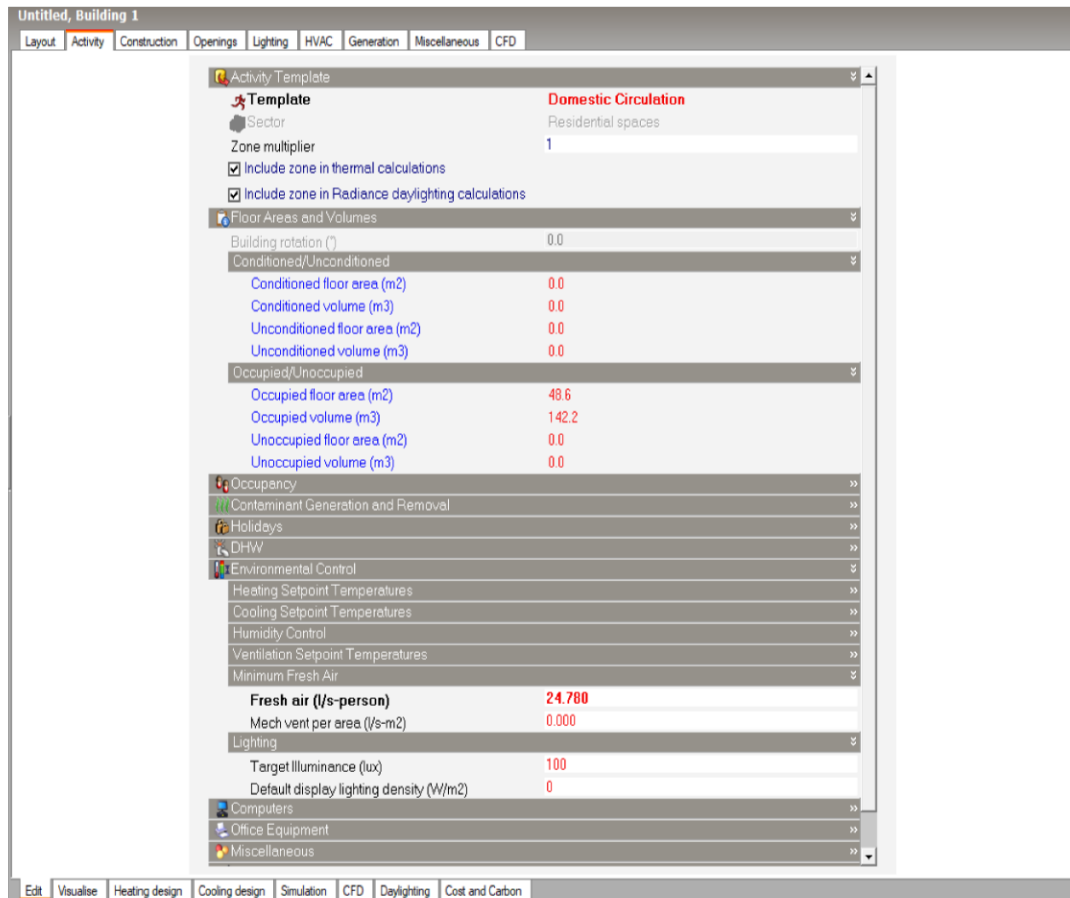 Untitled, Building 1
Layout Activity Construction Openings Lighting HVAC Generation Miscellaneous CFD
Activity Template
Template Domestic Circulation
Sector Residential spaces
Zone multiplier 1
Include zone in thermal calculations
Include zone in Radiance daylighting calculations
Floor Areas and Volumes
Building rotation (°) 0.0
Conditioned/Unconditioned
Conditioned floor area (m2) 0.0
Conditioned volume (m3) 0.0
Unconditioned floor area (m2) 0.0
Unconditioned volume (m3) 0.0
Occupied/Unoccupied
Occupied floor area (m2) 48.6
Occupied volume (m3) 142.2
Unoccupied floor area (m2) 0.0
Unoccupied volume (m3) 0.0
Occupancy
Contaminant Generation and Removal
Holidays
DHW
Environmental Control
Heating Setpoint Temperatures
Cooling Setpoint Temperatures
Humidity Control
Ventilation Setpoint Temperatures
Minimum Fresh Air
Fresh air (l/s-person) 24.780
Mech vent per area (l/s-m2) 0.000
Lighting
Target Illuminance (lux) 100
Default display lighting density (W/m2) 0
Computers
Office Equipment
Miscellaneous
Edit Visualise Heating design Cooling design Simulation CFD Daylighting Cost and Carbon